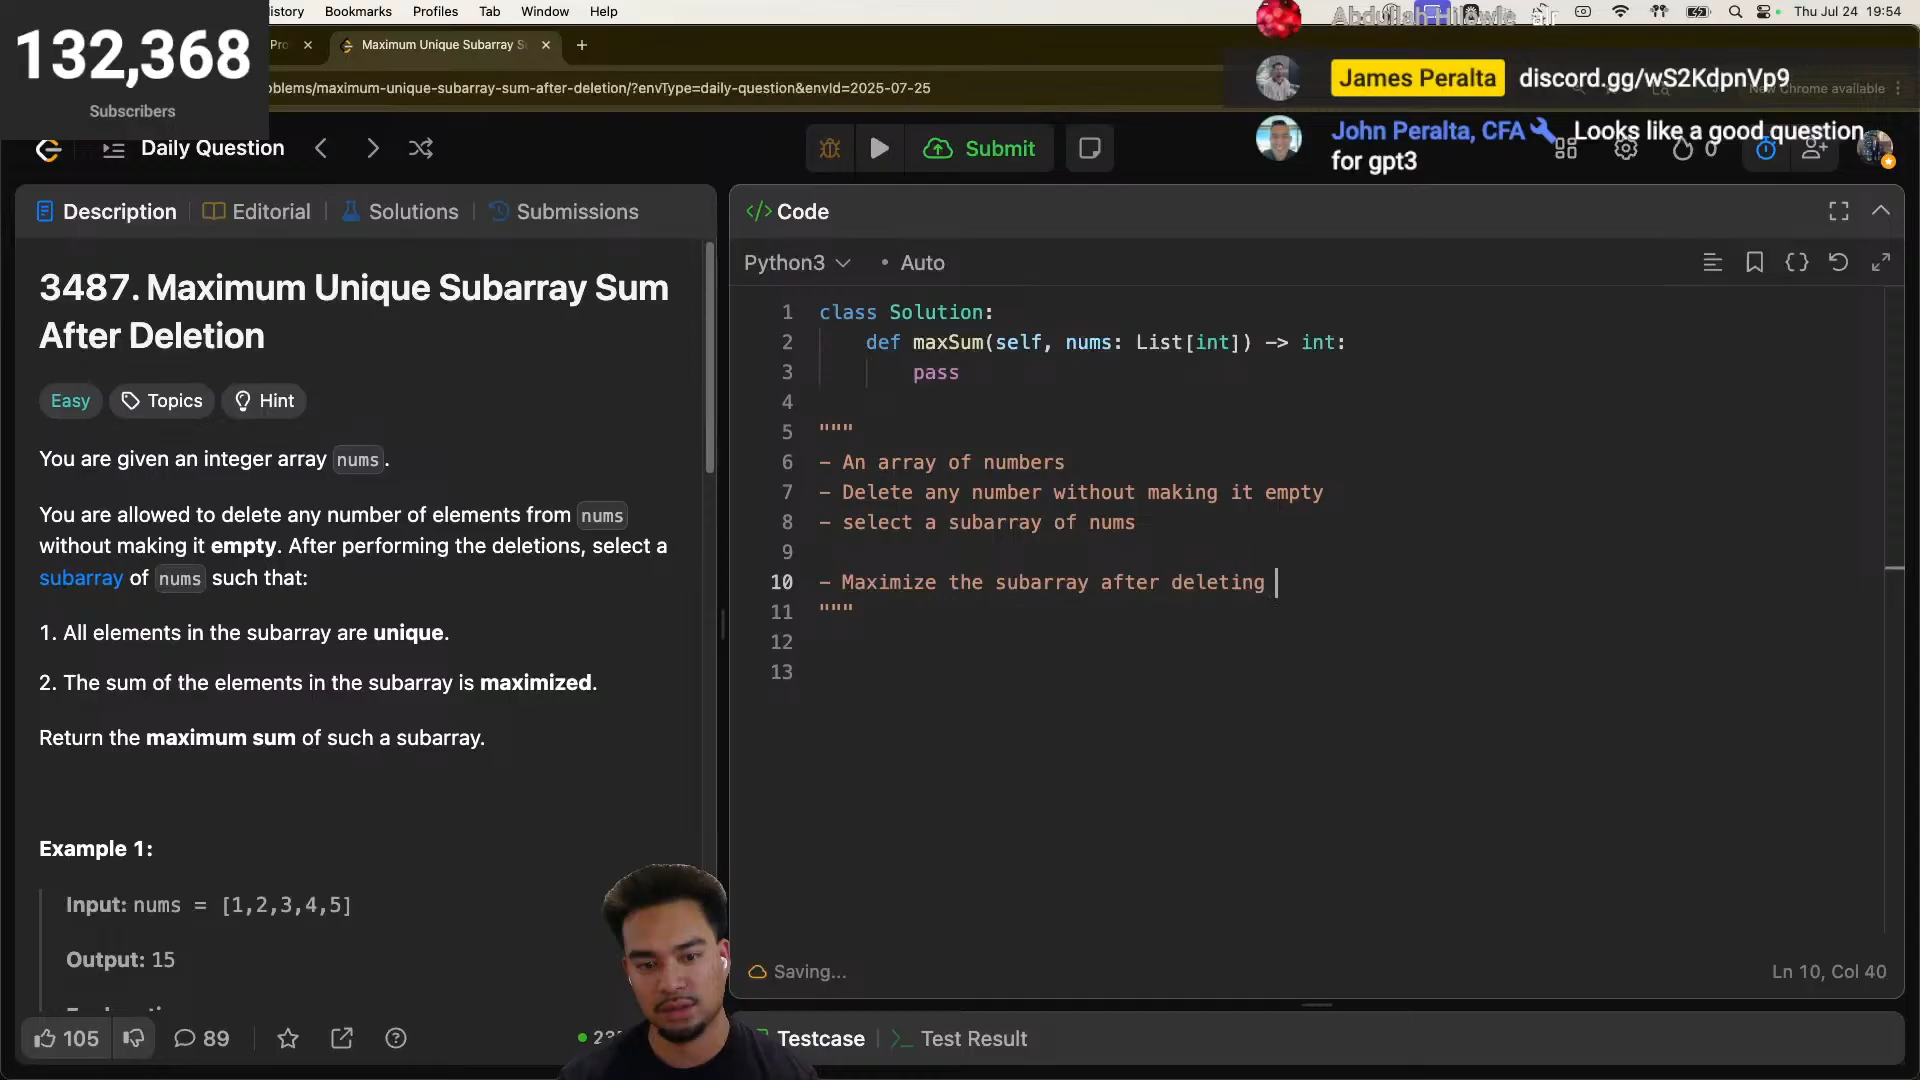 istory Bookmarks Profiles Tab Window Help
Thu Jul 24 19:54
132,368
Subscribers
Pro
Maximum Unique Subarray S
oblems/maximum-unique-subarray-sum-after-deletion/?envType=daily-question&envId=2025-07-25
New Chrome available
Abdullah Hilowle air
James Peralta discord.gg/wS2KdpnVp9
John Peralta, CFA Looks like a good question
for gpt3
Daily Question
Submit
0
Description
Editorial
Solutions
Submissions
3487. Maximum Unique Subarray Sum
After Deletion
Easy
Topics
Hint
You are given an integer array nums.
You are allowed to delete any number of elements from nums
without making it empty. After performing the deletions, select a
subarray of nums such that:
1. All elements in the subarray are unique.
2. The sum of the elements in the subarray is maximized.
Return the maximum sum of such a subarray.
Example 1:
Input: nums = [1,2,3,4,5]
Output: 15
105
89
Code
Python3
Auto
1 class Solution:
2 def maxSum(self, nums: List[int]) -> int:
3 pass
4
5 """
6 - An array of numbers
7 - Delete any number without making it empty
8 - select a subarray of nums
9
10 - Maximize the subarray after deleting
11 """
12
13
Saving...
Ln 10, Col 40
Testcase
Test Result